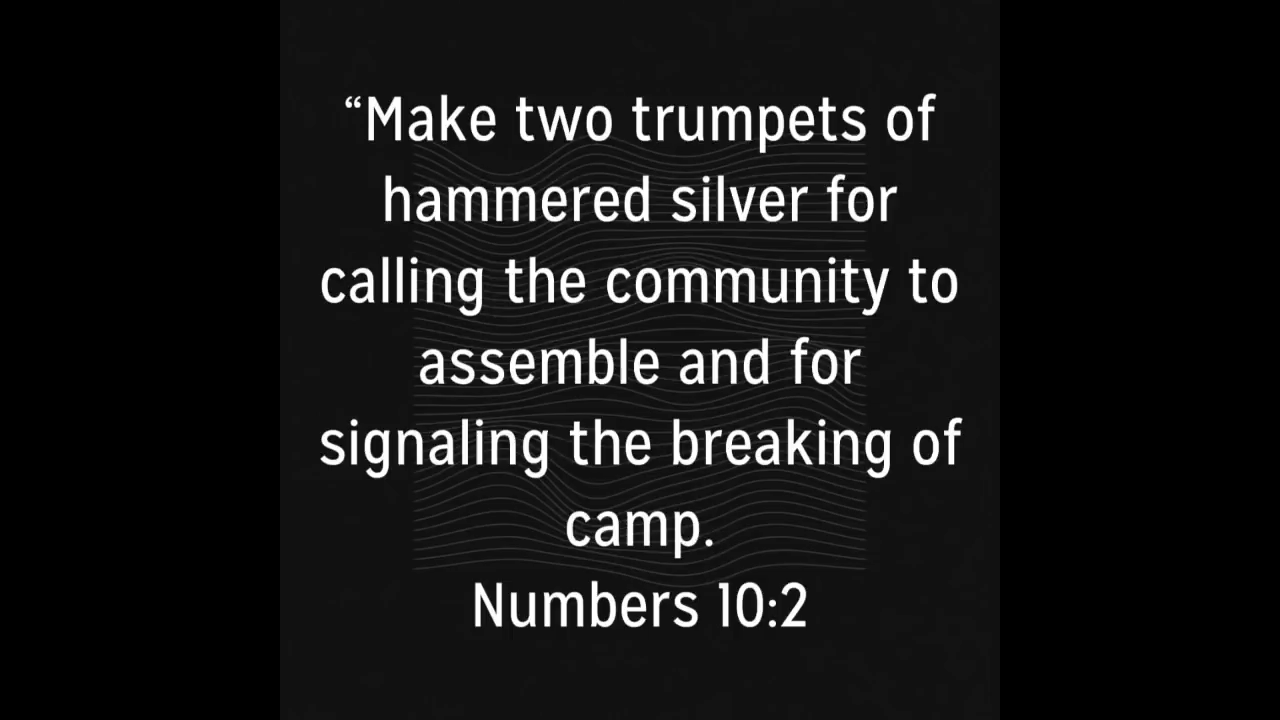 “Make two trumpets of
hammered silver for
calling the community to
assemble and for
signaling the breaking of
camp.
Numbers 10:2